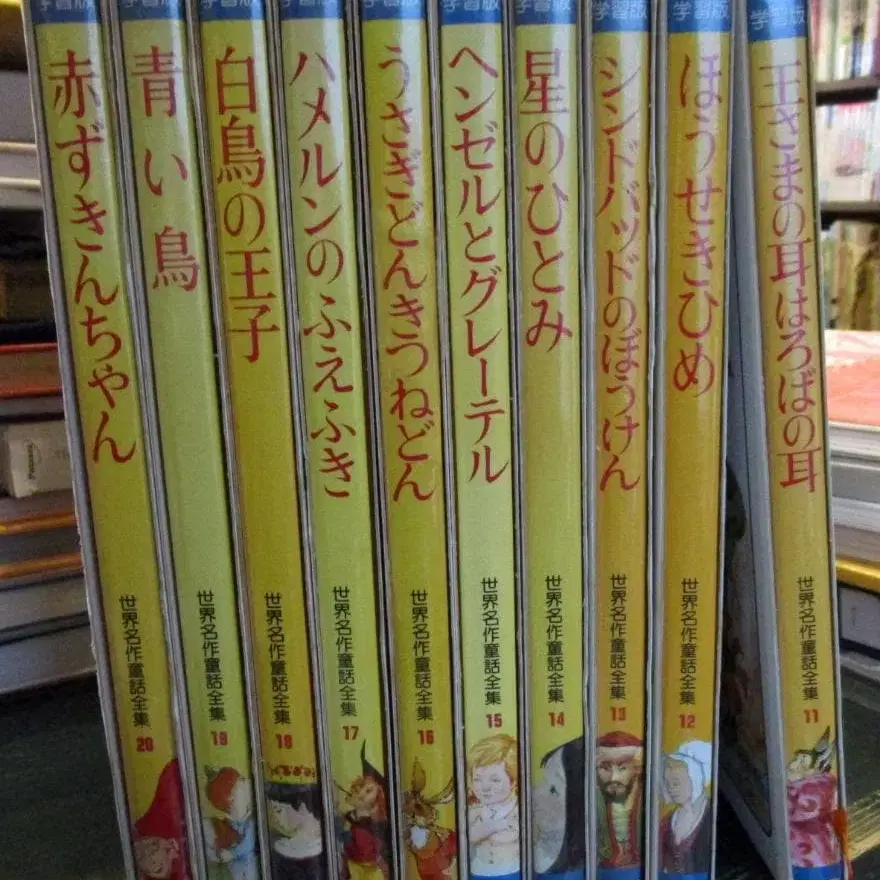 学習版
赤ずきんちゃん
世界名作童話全集
20
学習版
青い鳥
世界名作童話全集
19
学習版
白鳥の王子
世界名作童話全集
18
学習版
ハメルンのふえふき
世界名作童話全集
17
学習版
うさぎどんきつねどん
世界名作童話全集
16
学習版
ヘンゼルとグレーテル
世界名作童話全集
15
学習版
星のひとみ
世界名作童話全集
14
学習版
シンドバッドのぼうけん
世界名作童話全集
13
学習版
ほうせきひめ
世界名作童話全集
12
学習版
王さまの耳はろばの耳
世界名作童話全集
11